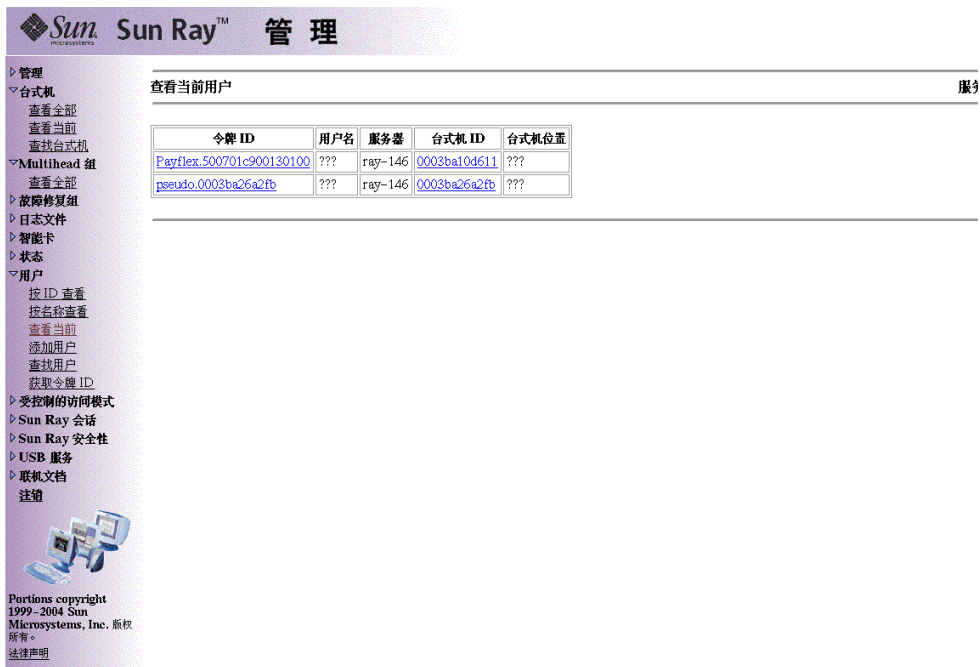 Sun microsystems Sun Ray™ 管 理
管理
台式机
查看全部
查看当前
查找台式机
Multihead 组
查看全部
故障修复组
日志文件
智能卡
状态
用户
按 ID 查看
按名称查看
查看当前
添加用户
查找用户
获取令牌 ID
受控制的访问模式
Sun Ray 会话
Sun Ray 安全性
USB 服务
联机文档
注销
Portions copyright
1999-2004 Sun
Microsystems, Inc. 版权
所有。
法律声明
查看当前用户 服务
令牌 ID 用户名 服务器 台式机 ID 台式机位置
Payflex.500701c900130100 ??? ray-146 0003ba10d611 ???
pseudo.0003ba26a2fb ??? ray-146 0003ba26a2fb ???